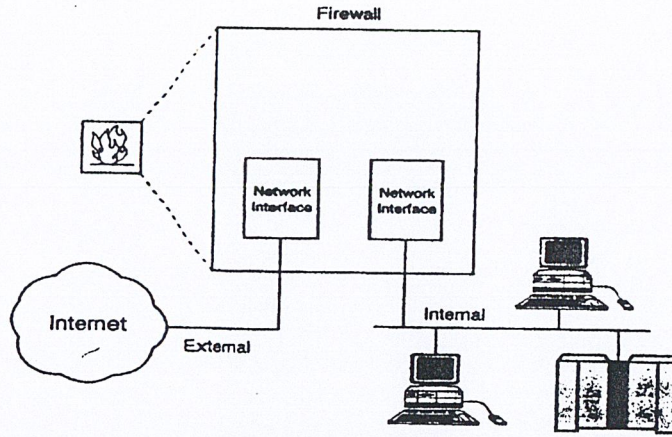 Firewall
Network
Interface
Network
Interface
Internet
External
Internal